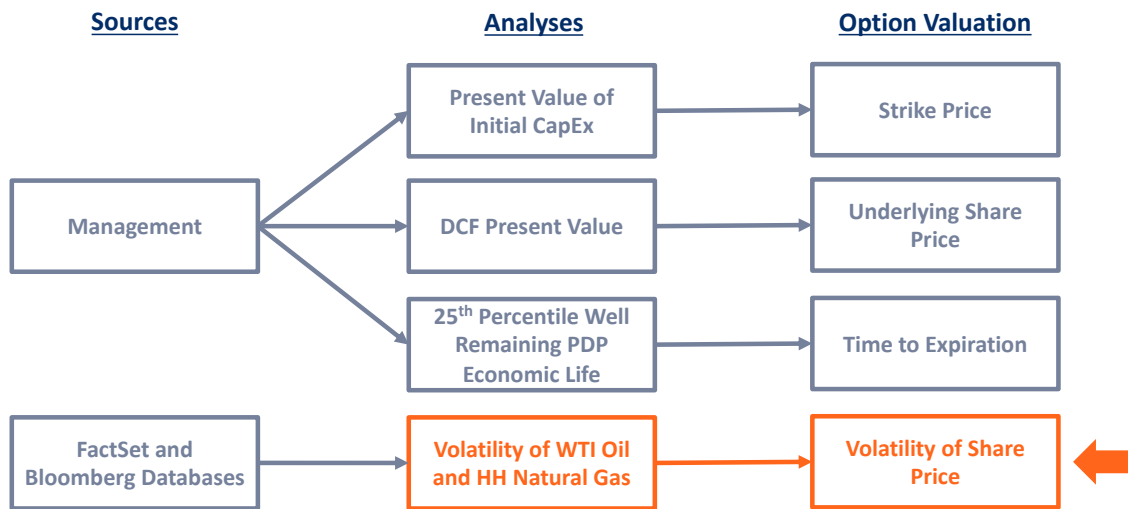 Sources
Analyses
Option Valuation
Present Value of
Initial CapEx
Strike Price
Management
DCF Present Value
Underlying Share
Price
25th Percentile Well
Remaining PDP
Economic Life
Time to Expiration
FactSet and
Bloomberg Databases
Volatility of WTI Oil
and HH Natural Gas
Volatility of Share
Price